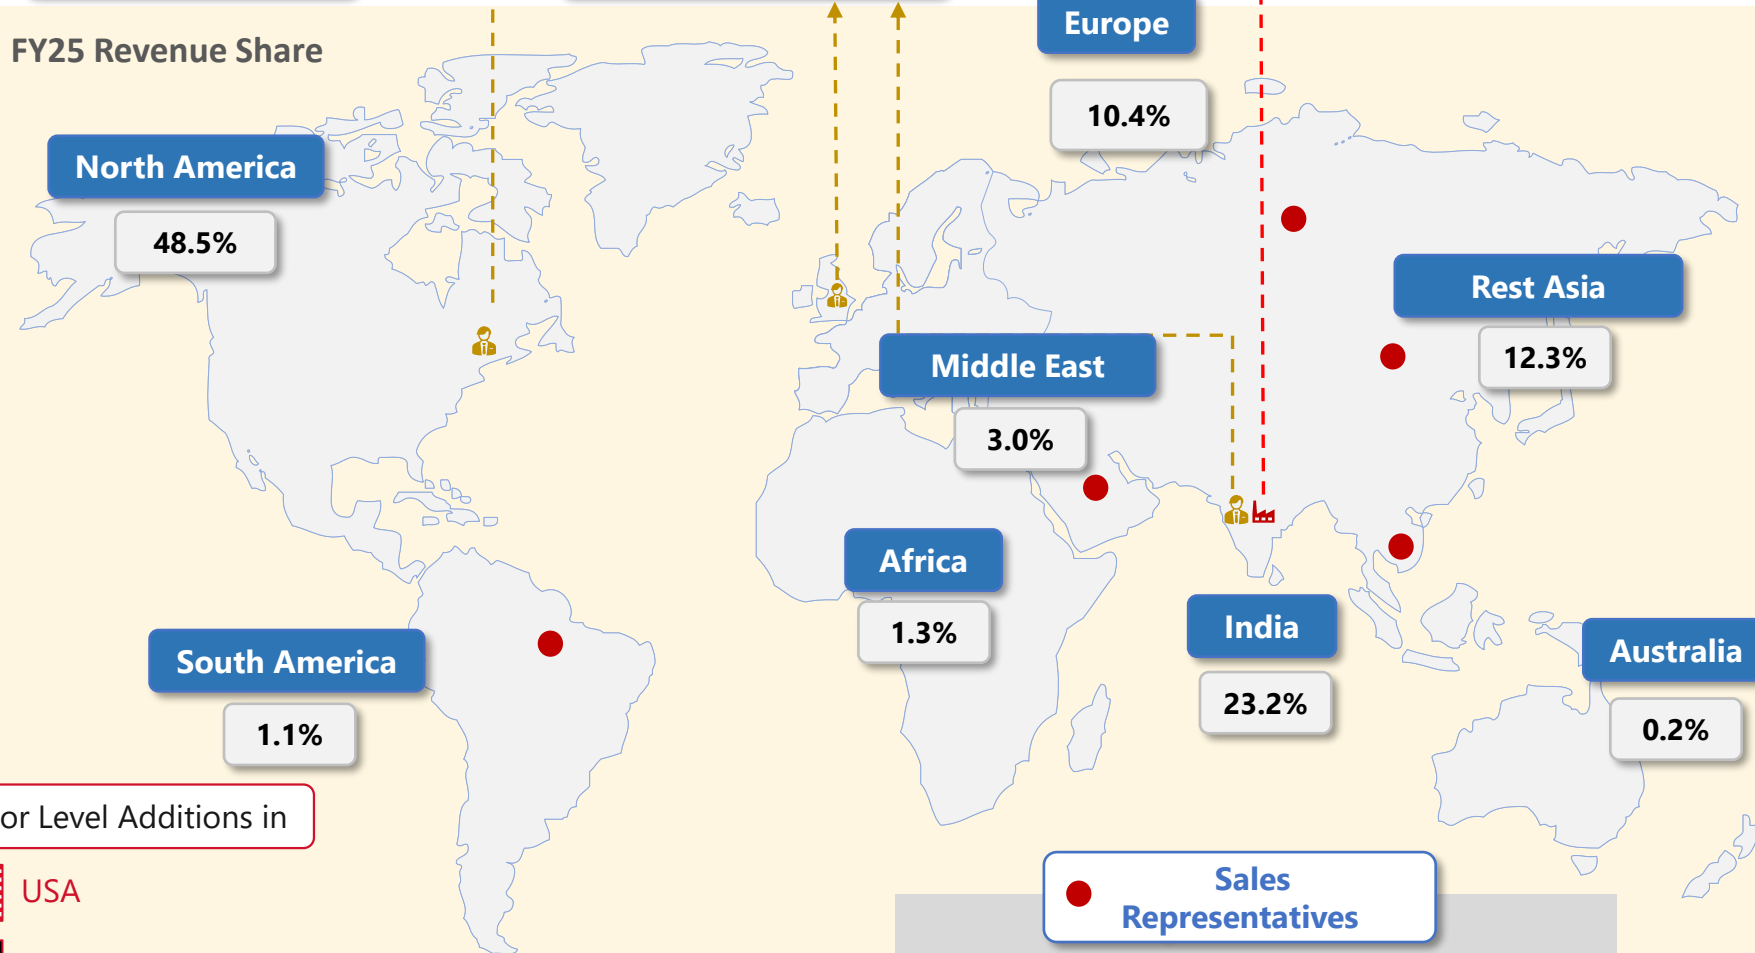 Europe
FY25 Revenue Share
10.4%
North America
48.5%
Rest Asia
12.3%
Middle East
3.0%
Africa
1.3%
India
23.2%
South America
1.1%
Australia
0.2%
or Level Additions in
USA
Sales
Representatives